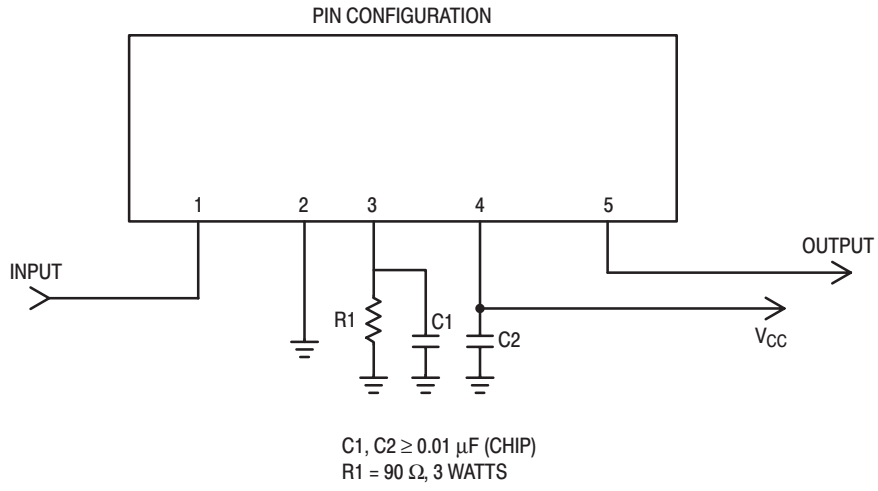 PIN CONFIGURATION
1 2 3 4 5
OUTPUT
INPUT
R1 C1 C2
VCC
C1, C2 ≥ 0.01 μF (CHIP)
R1 = 90 Ω, 3 WATTS